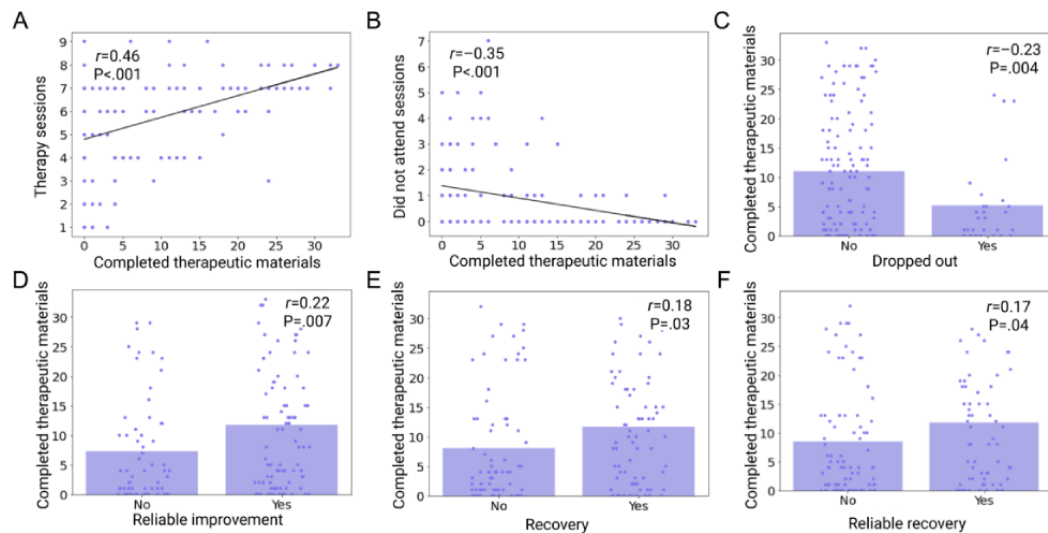 A
9
8
7
6
5
4
3
2
1
Therapy sessions
r=0.46
P<.001
0 5 10 15 20 25 30
Completed therapeutic materials
B
7
6
5
4
3
2
1
0
Did not attend sessions
r=−0.35
P<.001
0 5 10 15 20 25 30
Completed therapeutic materials
C
35
30
25
20
15
10
5
0
Completed therapeutic materials
r=−0.23
P=.004
No Yes
Dropped out
D
30
25
20
15
10
5
0
Completed therapeutic materials
r=0.22
P=.007
No Yes
Reliable improvement
E
30
25
20
15
10
5
0
Completed therapeutic materials
r=0.18
P=.03
No Yes
Recovery
F
30
25
20
15
10
5
0
Completed therapeutic materials
r=0.17
P=.04
No Yes
Reliable recovery